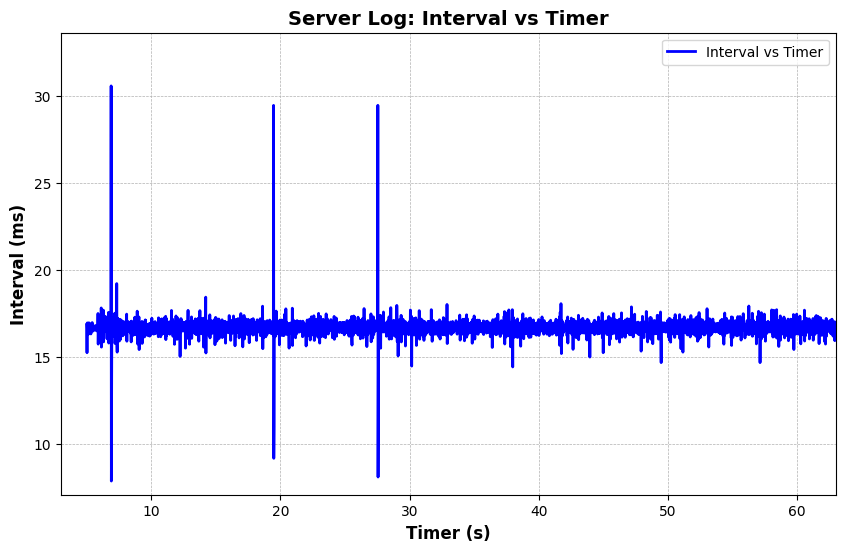 Server Log: Interval vs Timer
Interval vs Timer
30
25
20
15
10
Interval (ms)
10 20 30 40 50 60
Timer (s)